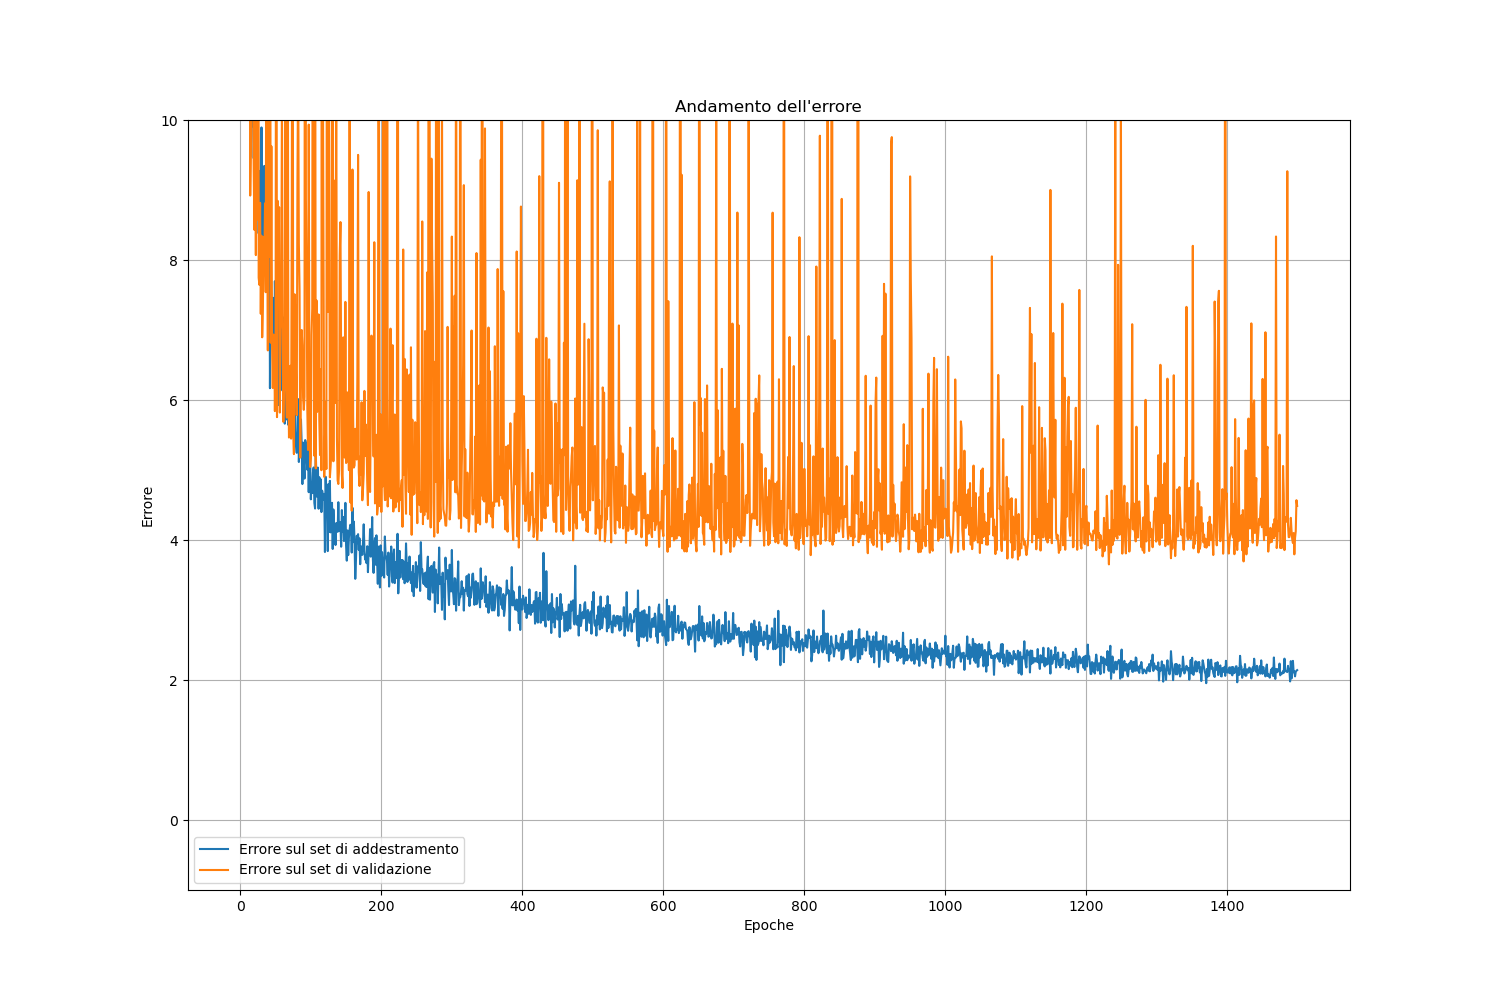 Andamento dell'errore
10
8
6
4
2
0
Errore
Errore sul set di addestramento
Errore sul set di validazione
0 200 400 600 800 1000 1200 1400
Epoche